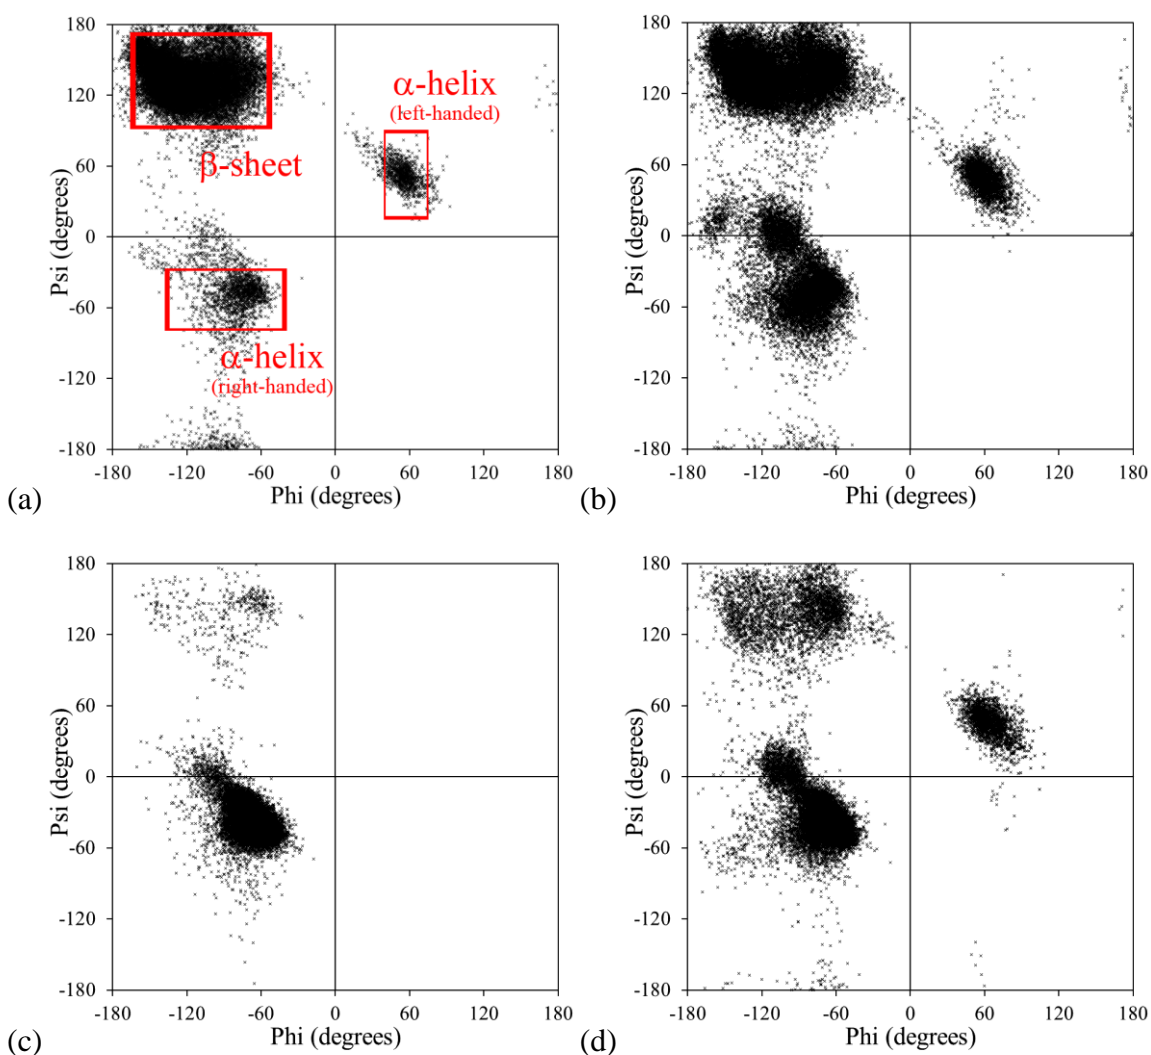 180
120
60
0
-60
-120
-180
Psi (degrees)
-180 -120 -60 0 60 120 180
Phi (degrees)
α-helix
(left-handed)
β-sheet
α-helix
(right-handed)
(a)
180
120
60
0
-60
-120
-180
Psi (degrees)
-180 -120 -60 0 60 120 180
Phi (degrees)
(b)
180
120
60
0
-60
-120
-180
Psi (degrees)
-180 -120 -60 0 60 120 180
Phi (degrees)
(c)
180
120
60
0
-60
-120
-180
Psi (degrees)
-180 -120 -60 0 60 120 180
Phi (degrees)
(d)